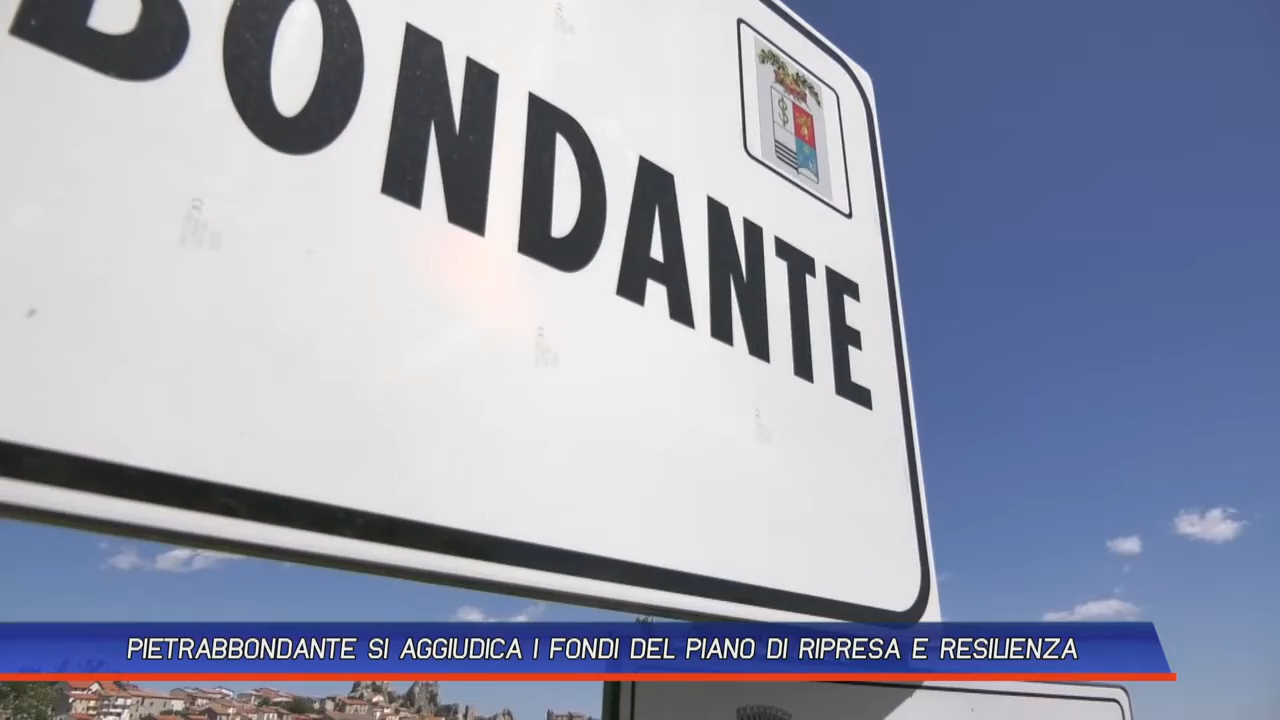 BONDANTE
PIETRABBONDANTE SI AGGIUDICA I FONDI DEL PIANO DI RIPRESA E RESILIENZA